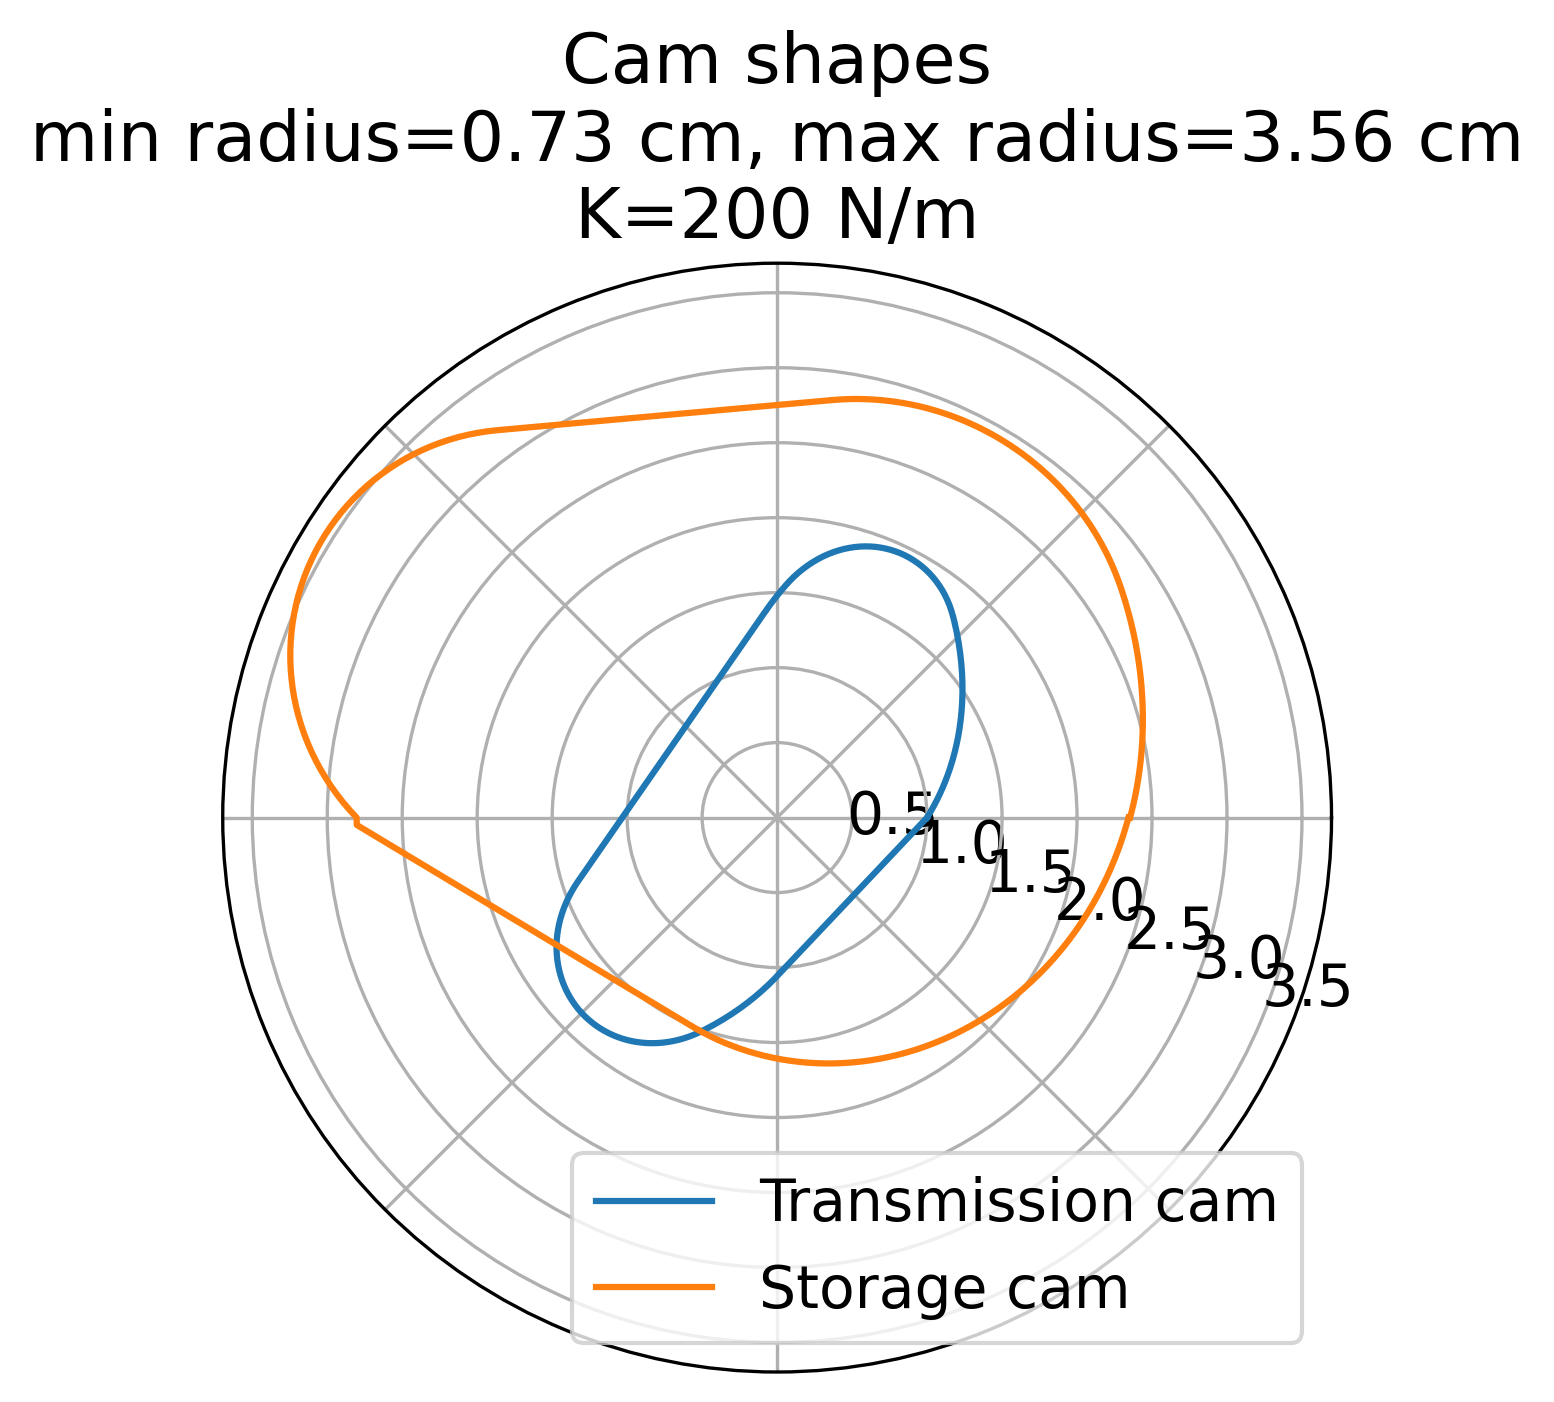 Cam shapes
min radius=0.73 cm, max radius=3.56 cm
K=200 N/m
0.5
1.0
1.5
2.0
2.5
3.0
3.5
Transmission cam
Storage cam